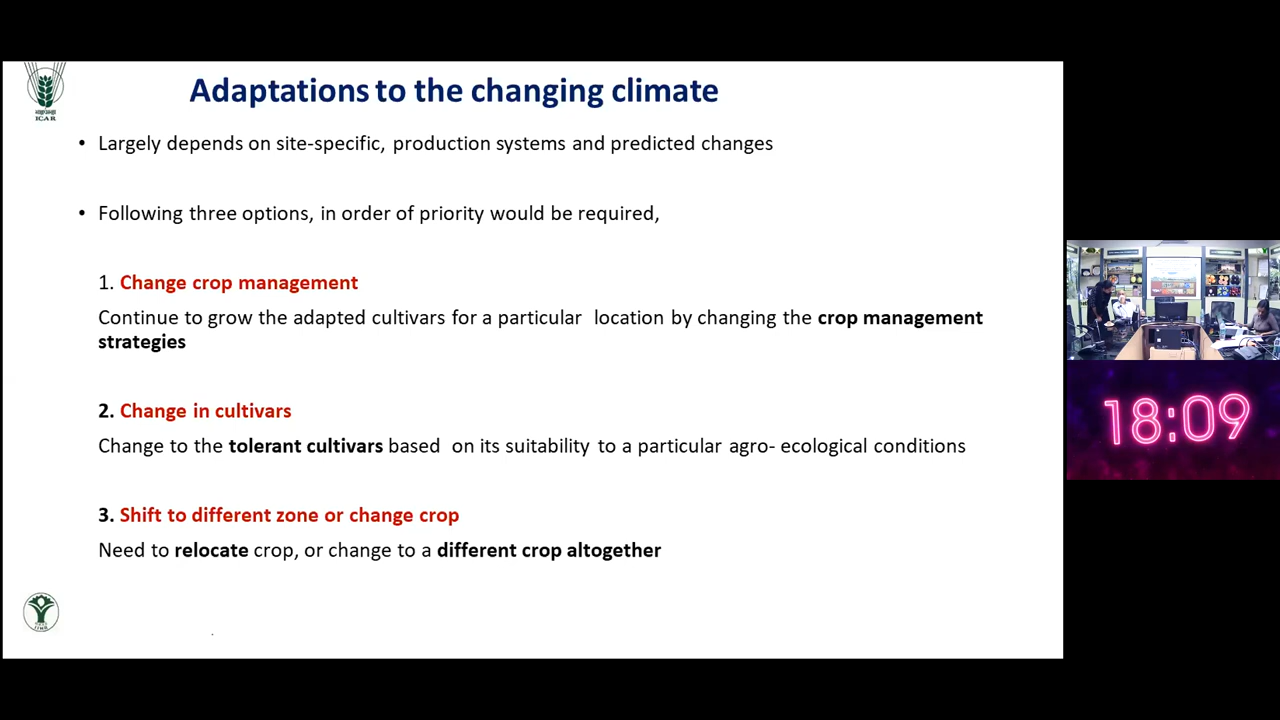 Adaptations to the changing climate
ICAR
• Largely depends on site-specific, production systems and predicted changes
• Following three options, in order of priority would be required,
1. Change crop management
Continue to grow the adapted cultivars for a particular location by changing the crop management
strategies
2. Change in cultivars
Change to the tolerant cultivars based on its suitability to a particular agro- ecological conditions
3. Shift to different zone or change crop
Need to relocate crop, or change to a different crop altogether
18:09